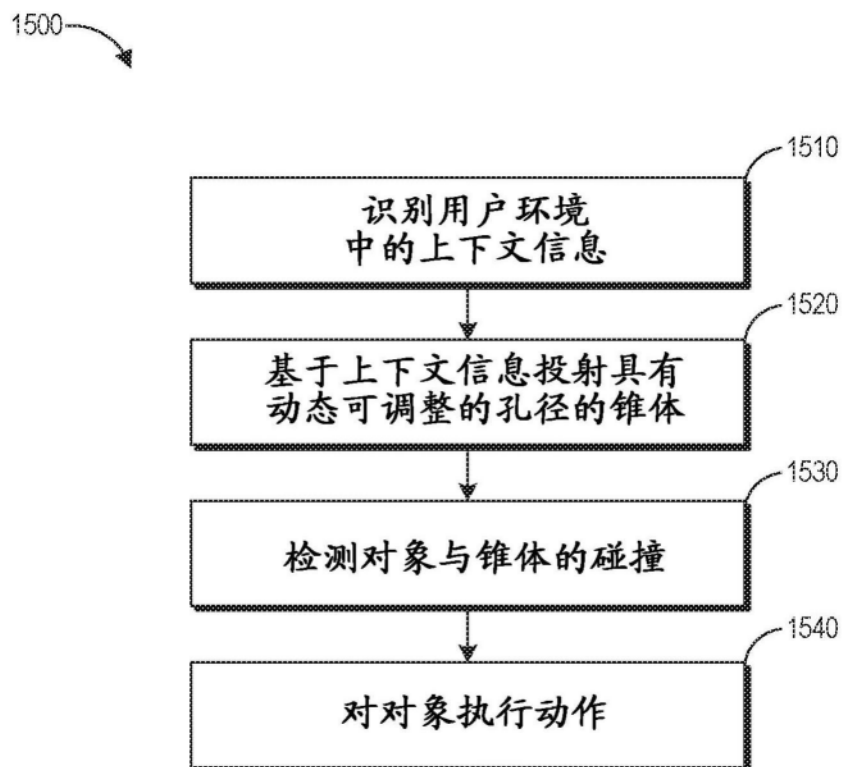 1500
1510
识别用户环境
中的上下文信息
1520
基于上下文信息投射具有
动态可调整的孔径的锥体
1530
检测对象与锥体的碰撞
1540
对对象执行动作